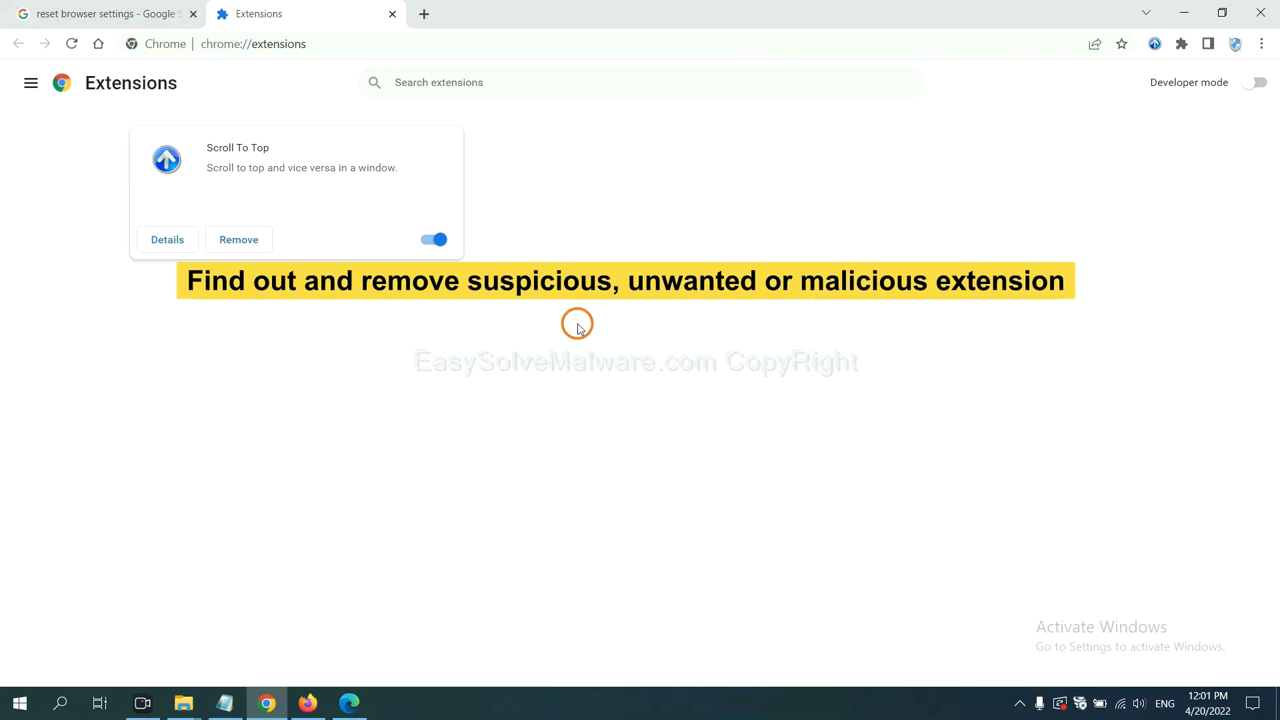 reset browser settings - Google S
Extensions
Chrome | chrome://extensions
Extensions
Search extensions
Developer mode
Scroll To Top
Scroll to top and vice versa in a window.
Details
Remove
Find out and remove suspicious, unwanted or malicious extension
EasySolveMalware.com CopyRight
Activate Windows
Go to Settings to activate Windows.
ENG
12:01 PM
4/20/2022